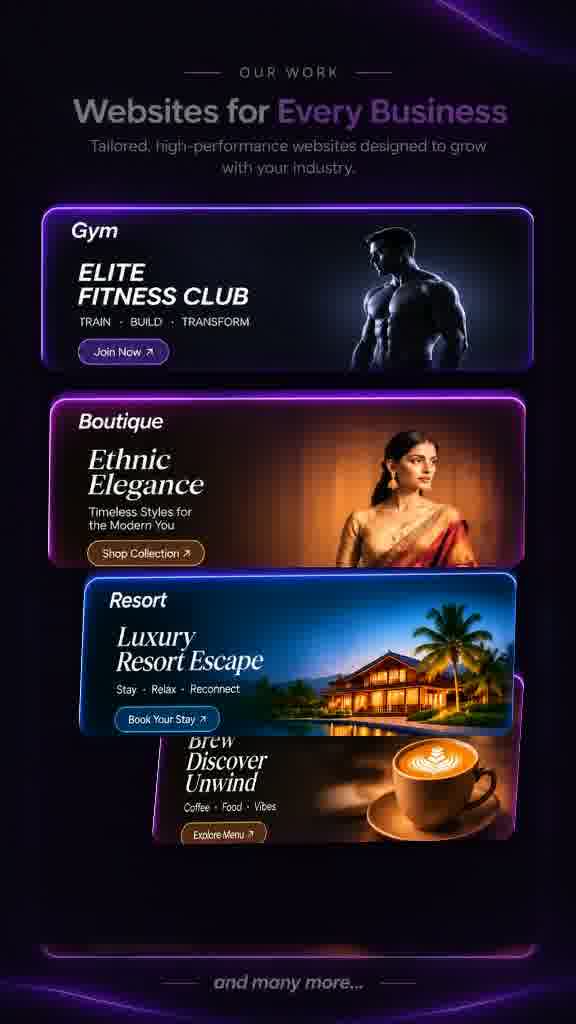 OUR WORK
Websites for Every Business
Tailored, high-performance websites designed to grow
with your industry.
Gym
ELITE
FITNESS CLUB
TRAIN · BUILD · TRANSFORM
Join Now ↗
Boutique
Ethnic
Elegance
Timeless Styles for
the Modern You
Shop Collection ↗
Resort
Luxury
Resort Escape
Stay · Relax · Reconnect
Book Your Stay ↗
Brew
Discover
Unwind
Coffee · Food · Vibes
Explore Menu ↗
and many more...